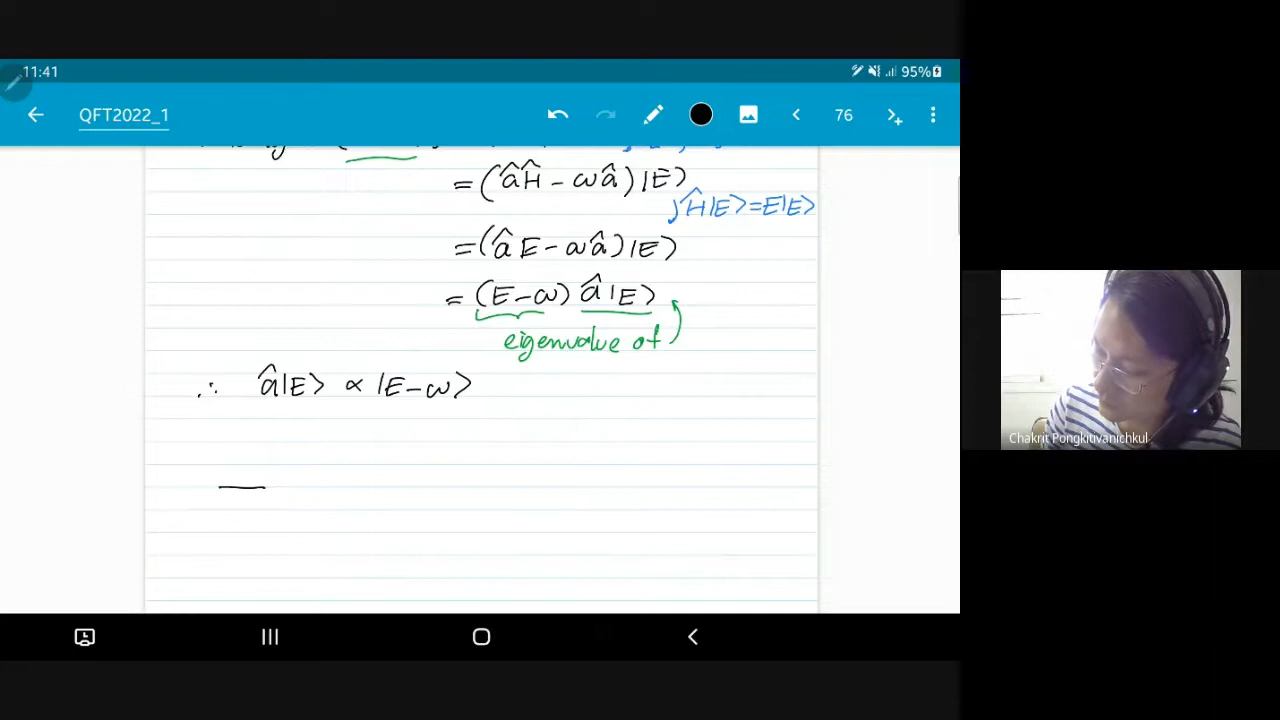 11:41
95%
QFT2022_1
76
= (âĤ - ωâ)|E⟩
Ĥ|E⟩=E|E⟩
= (âE - ωâ)|E⟩
= (E-ω) â|E⟩
eigenvalue of
∴ â|E⟩ ∝ |E-ω⟩
Chakrit Pongkitivanichkul